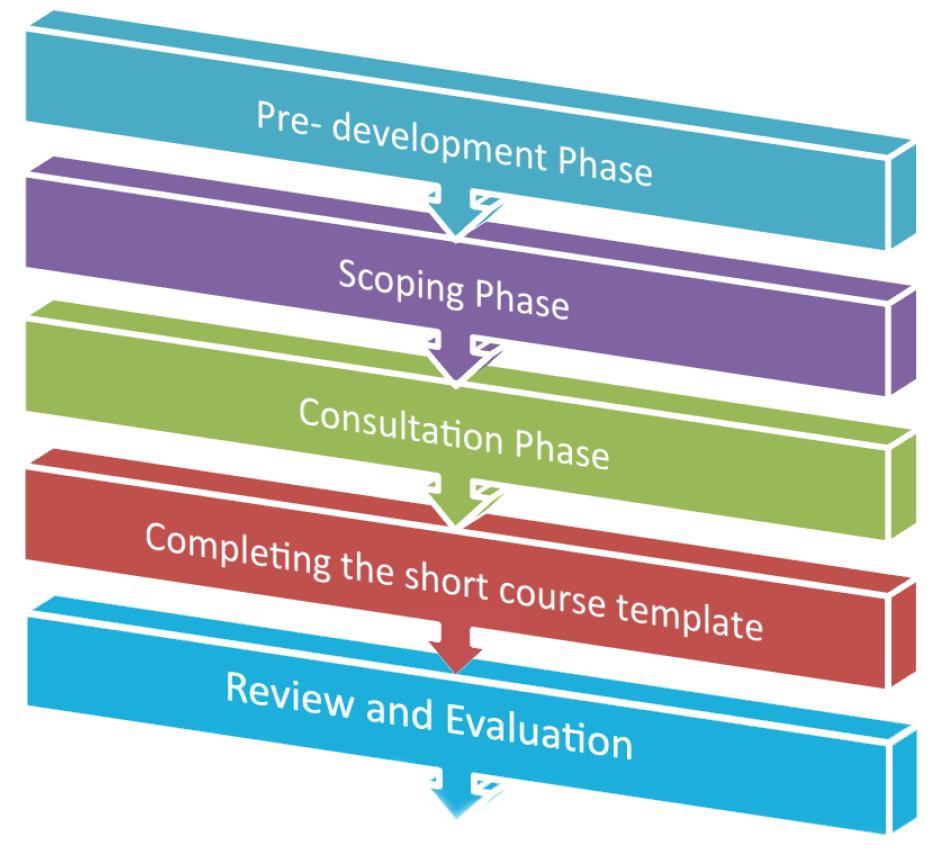 Pre- development Phase
Scoping Phase
Consultation Phase
Completing the short course template
Review and Evaluation